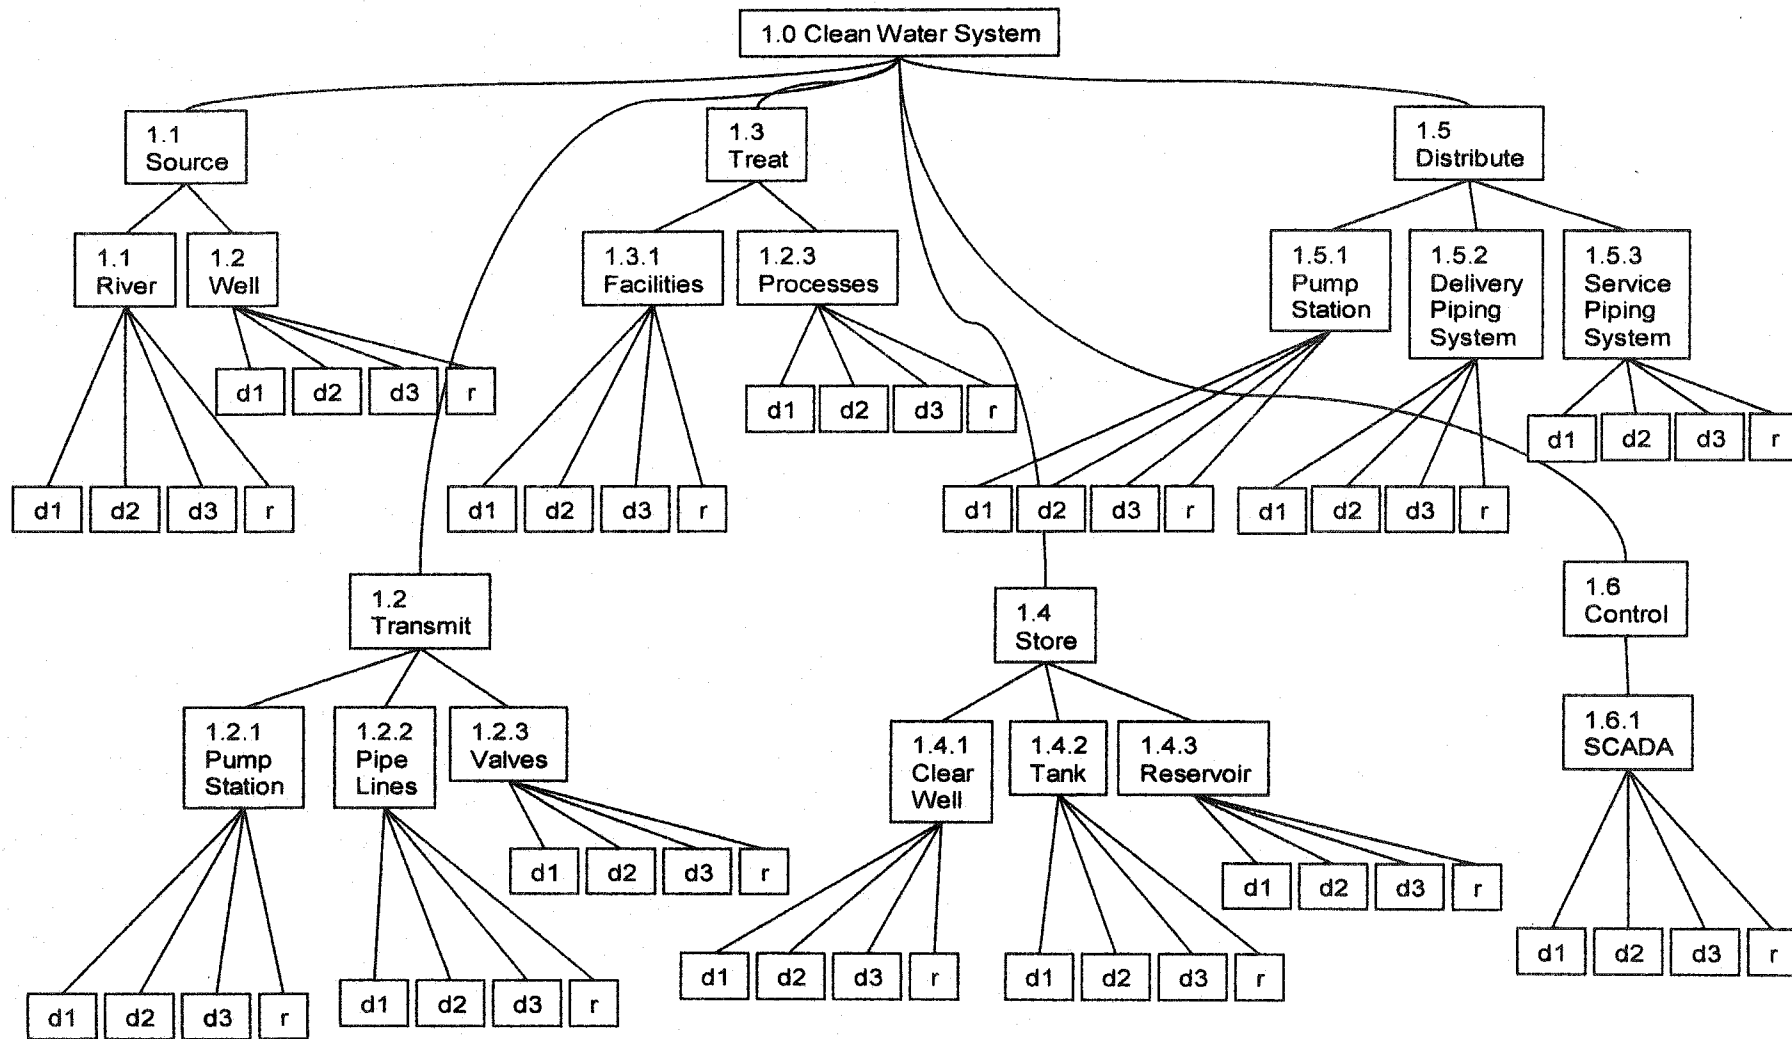 1.0 Clean Water System
1.1
Source
1.3
Treat
1.5
Distribute
1.1
River
1.2
Well
1.3.1
Facilities
1.2.3
Processes
1.5.1
Pump
Station
1.5.2
Delivery
Piping
System
1.5.3
Service
Piping
System
d1 d2 d3 r
d1 d2 d3 r
d1 d2 d3 r
d1 d2 d3 r
d1 d2 d3 r
d1 d2 d3 r
d1 d2 d3 r
1.2
Transmit
1.4
Store
1.6
Control
1.2.1
Pump
Station
1.2.2
Pipe
Lines
1.2.3
Valves
1.4.1
Clear
Well
1.4.2
Tank
1.4.3
Reservoir
1.6.1
SCADA
d1 d2 d3 r
d1 d2 d3 r
d1 d2 d3 r
d1 d2 d3 r
d1 d2 d3 r
d1 d2 d3 r
d1 d2 d3 r